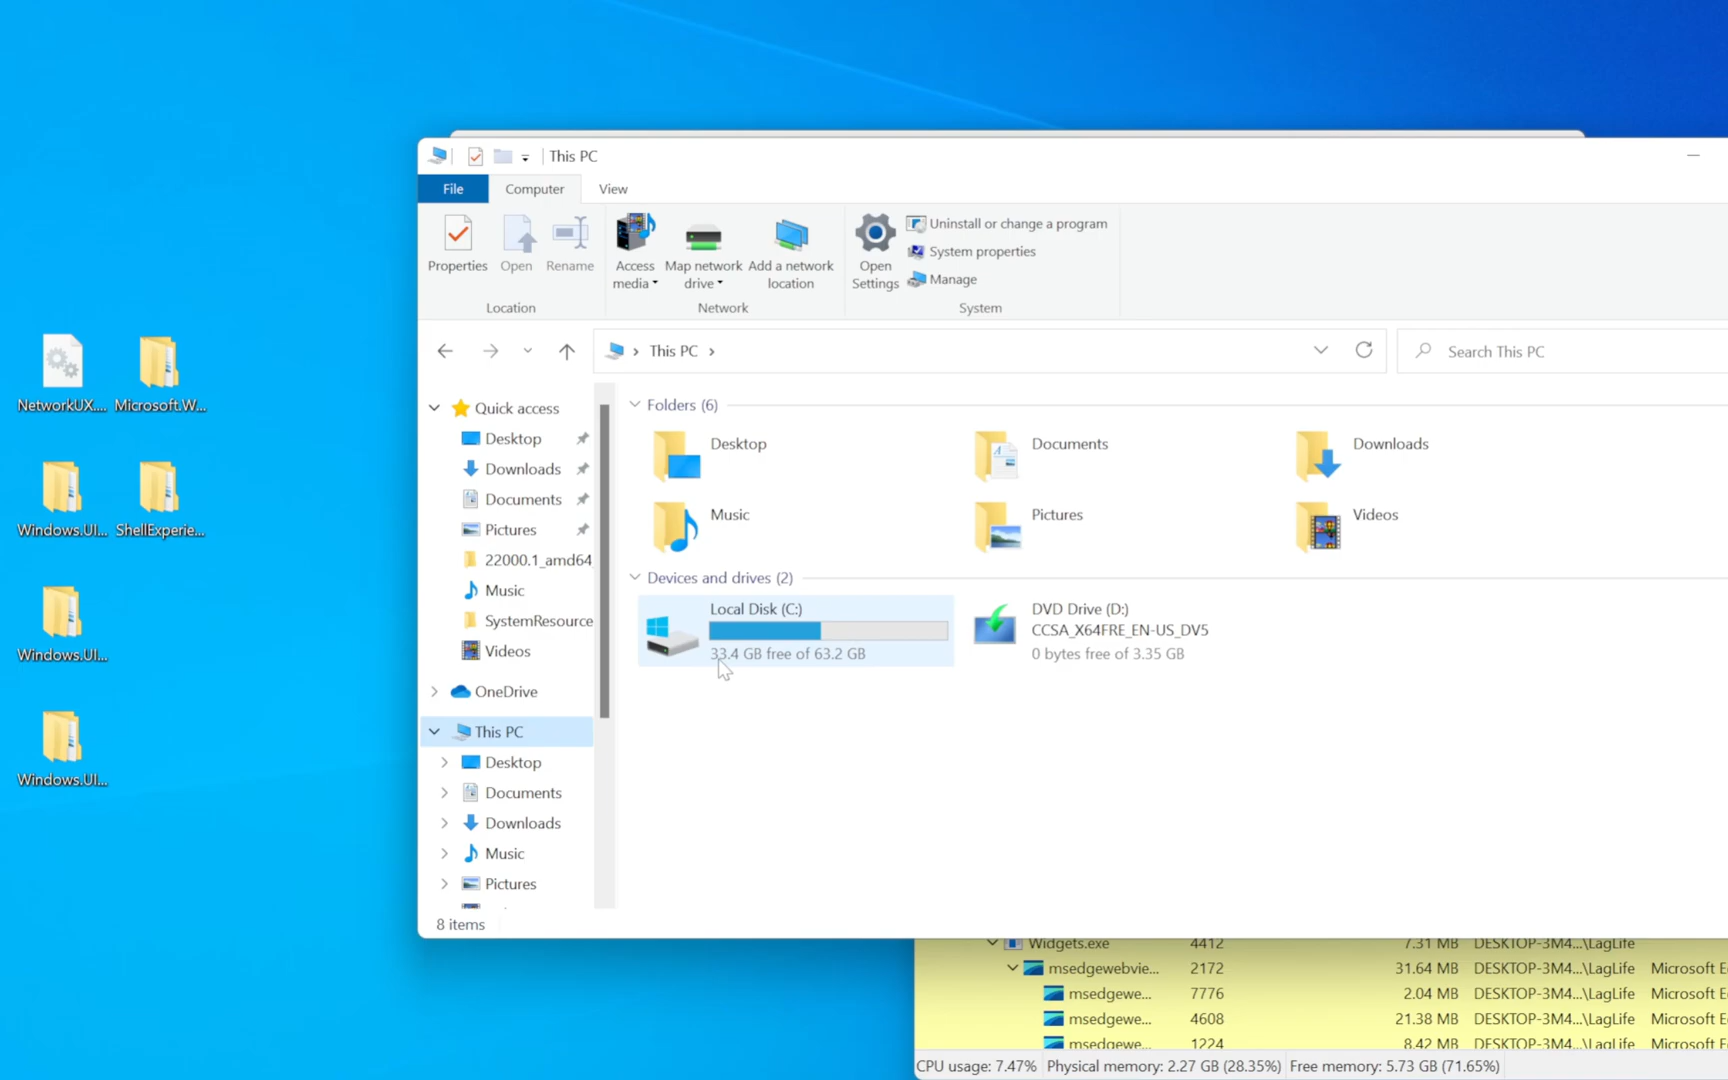 This PC
File
Computer
View
Properties
Open
Rename
Access media
Map network drive
Add a network location
Open Settings
Uninstall or change a program
System properties
Manage
Location
Network
System
This PC
Search This PC
Quick access
Desktop
Downloads
Documents
Pictures
22000.1_amd64
Music
SystemResource
Videos
OneDrive
This PC
Desktop
Documents
Downloads
Music
Pictures
8 items
Folders (6)
Desktop
Documents
Downloads
Music
Pictures
Videos
Devices and drives (2)
Local Disk (C:)
33.4 GB free of 63.2 GB
DVD Drive (D:)
CCSA_X64FRE_EN-US_DV5
0 bytes free of 3.35 GB
NetworkUX....
Microsoft.W...
Windows.UI...
ShellExperie...
Windows.UI...
Windows.UI...
Widgets.exe 4412 7.31 MB DESKTOP-3M4...\LagLife
msedgewebvie... 2172 31.64 MB DESKTOP-3M4...\LagLife Microsoft E
msedgewe... 7776 2.04 MB DESKTOP-3M4...\LagLife Microsoft E
msedgewe... 4608 21.38 MB DESKTOP-3M4...\LagLife Microsoft E
msedgewe... 1224 8.42 MB DESKTOP-3M4...\LagLife Microsoft E
CPU usage: 7.47% Physical memory: 2.27 GB (28.35%) Free memory: 5.73 GB (71.65%)